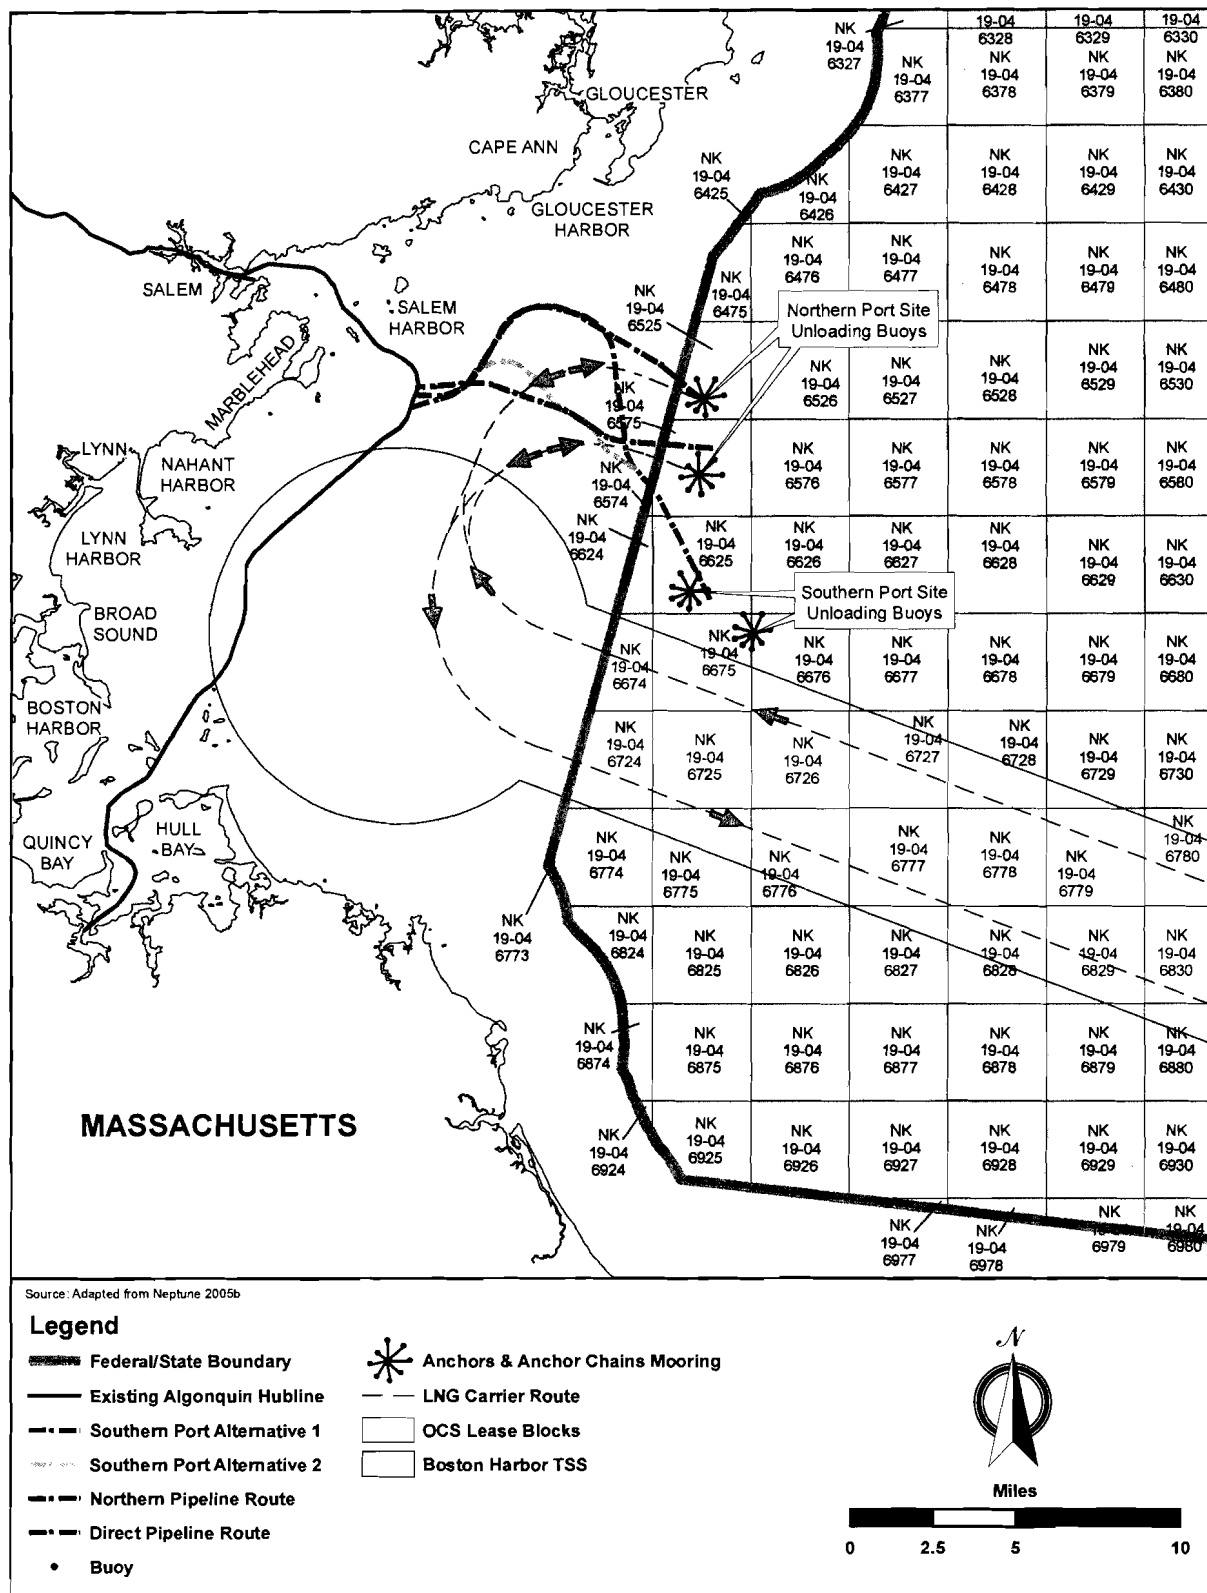 19-04
6328
19-04
6329
19-04
6330
NK
19-04
6327
NK
19-04
6377
NK
19-04
6378
NK
19-04
6379
NK
19-04
6380
GLOUCESTER
CAPE ANN
GLOUCESTER
HARBOR
NK
19-04
6425
NK
19-04
6426
NK
19-04
6427
NK
19-04
6428
NK
19-04
6429
NK
19-04
6430
SALEM
SALEM
HARBOR
NK
19-04
6475
NK
19-04
6476
NK
19-04
6477
NK
19-04
6478
NK
19-04
6479
NK
19-04
6480
NK
19-04
6525
Northern Port Site
Unloading Buoys
MARBLEHEAD
NK
19-04
6526
NK
19-04
6527
NK
19-04
6528
NK
19-04
6529
NK
19-04
6530
NK
19-04
6575
LYNN
NAHANT
HARBOR
NK
19-04
6574
NK
19-04
6576
NK
19-04
6577
NK
19-04
6578
NK
19-04
6579
NK
19-04
6580
LYNN
HARBOR
NK
19-04
6624
NK
19-04
6625
NK
19-04
6626
NK
19-04
6627
NK
19-04
6628
NK
19-04
6629
NK
19-04
6630
Southern Port Site
Unloading Buoys
BROAD
SOUND
NK
19-04
6674
NK
19-04
6675
NK
19-04
6676
NK
19-04
6677
NK
19-04
6678
NK
19-04
6679
NK
19-04
6680
BOSTON
HARBOR
NK
19-04
6724
NK
19-04
6725
NK
19-04
6726
NK
19-04
6727
NK
19-04
6728
NK
19-04
6729
NK
19-04
6730
QUINCY
BAY
HULL
BAY
NK
19-04
6774
NK
19-04
6775
NK
19-04
6776
NK
19-04
6777
NK
19-04
6778
NK
19-04
6779
NK
19-04
6780
NK
19-04
6773
NK
19-04
6824
NK
19-04
6825
NK
19-04
6826
NK
19-04
6827
NK
19-04
6828
NK
19-04
6829
NK
19-04
6830
NK
19-04
6874
NK
19-04
6875
NK
19-04
6876
NK
19-04
6877
NK
19-04
6878
NK
19-04
6879
NK
19-04
6880
MASSACHUSETTS
NK
19-04
6924
NK
19-04
6925
NK
19-04
6926
NK
19-04
6927
NK
19-04
6928
NK
19-04
6929
NK
19-04
6930
NK
19-04
6977
NK
19-04
6978
NK
19-04
6979
NK
19-04
6980
Source: Adapted from Neptune 2005b
Legend
Federal/State Boundary
Existing Algonquin Hubline
Southern Port Alternative 1
Southern Port Alternative 2
Northern Pipeline Route
Direct Pipeline Route
Buoy
Anchors & Anchor Chains Mooring
LNG Carrier Route
OCS Lease Blocks
Boston Harbor TSS
N
Miles
0 2.5 5 10